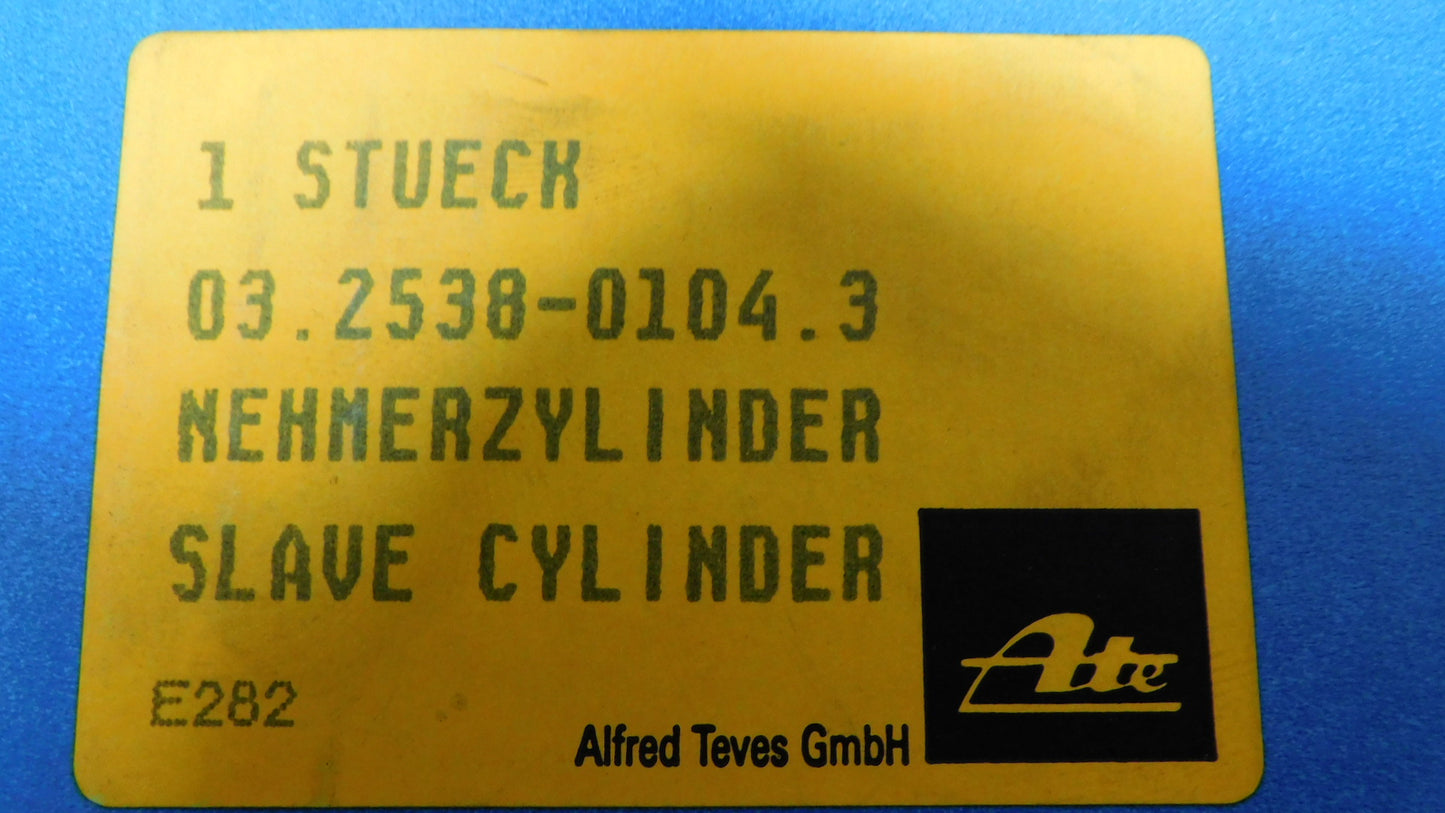 1 STUECK
03.2538-0104.3
NEHMERZYLINDER
SLAVE CYLINDER
E282
Alfred Teves GmbH
Ate